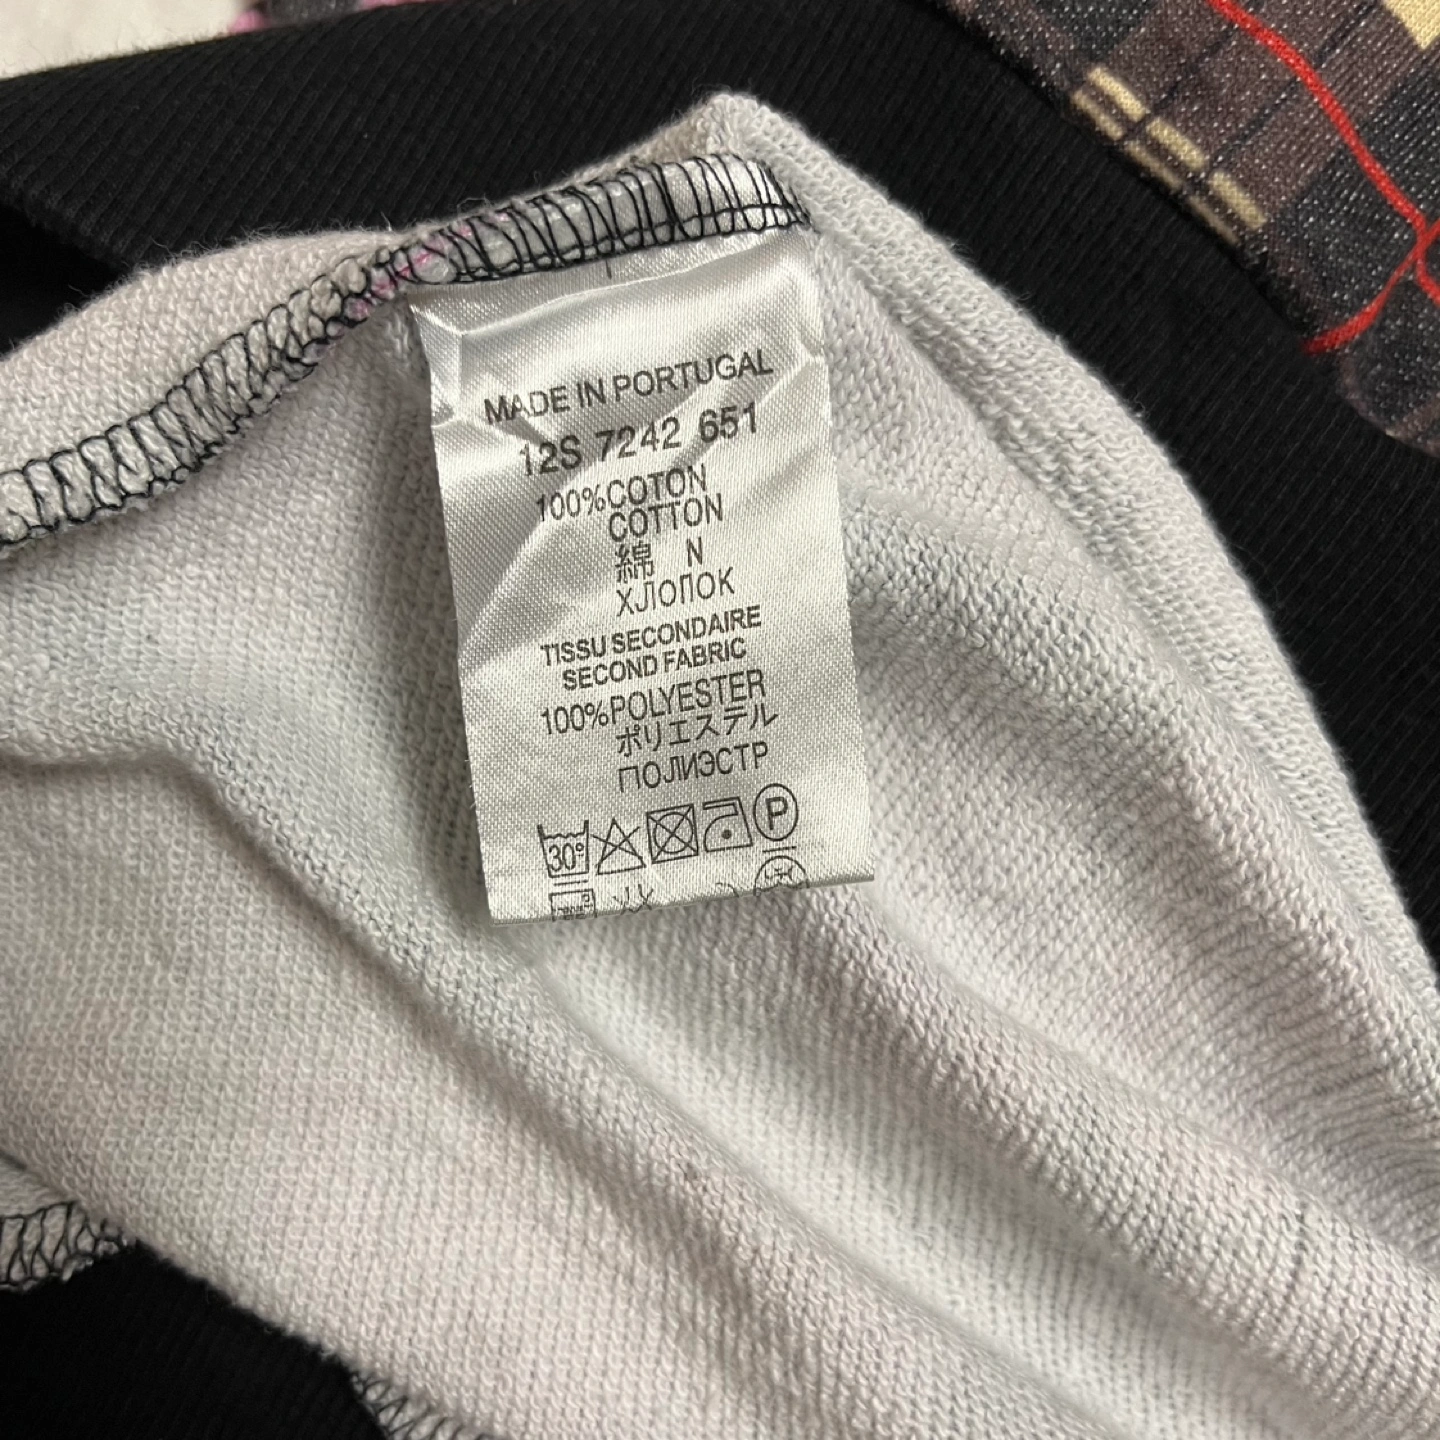 MADE IN PORTUGAL
12S 7242 651
100%COTON
COTTON
綿 N
ХЛОПОК
TISSU SECONDAIRE
SECOND FABRIC
100%POLYESTER
ポリエステル
ПОЛИЭСТР
30° P